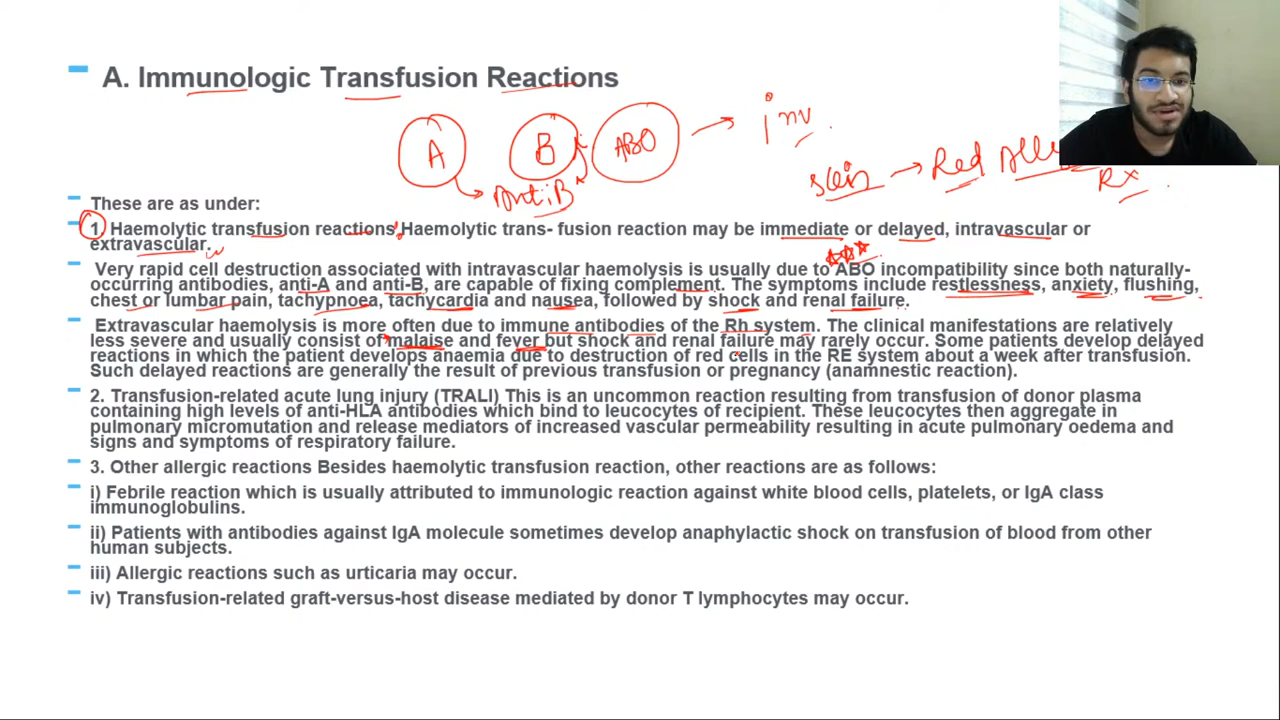 A. Immunologic Transfusion Reactions
A
B
ABO
inv
Anti B
skin → Red
Rx
These are as under:
1. Haemolytic transfusion reactions Haemolytic trans- fusion reaction may be immediate or delayed, intravascular or
extravascular.
Very rapid cell destruction associated with intravascular haemolysis is usually due to ABO incompatibility since both naturally-
occurring antibodies, anti-A and anti-B, are capable of fixing complement. The symptoms include restlessness, anxiety, flushing,
chest or lumbar pain, tachypnoea, tachycardia and nausea, followed by shock and renal failure.
Extravascular haemolysis is more often due to immune antibodies of the Rh system. The clinical manifestations are relatively
less severe and usually consist of malaise and fever but shock and renal failure may rarely occur. Some patients develop delayed
reactions in which the patient develops anaemia due to destruction of red cells in the RE system about a week after transfusion.
Such delayed reactions are generally the result of previous transfusion or pregnancy (anamnestic reaction).
2. Transfusion-related acute lung injury (TRALI) This is an uncommon reaction resulting from transfusion of donor plasma
containing high levels of anti-HLA antibodies which bind to leucocytes of recipient. These leucocytes then aggregate in
pulmonary micromutation and release mediators of increased vascular permeability resulting in acute pulmonary oedema and
signs and symptoms of respiratory failure.
3. Other allergic reactions Besides haemolytic transfusion reaction, other reactions are as follows:
i) Febrile reaction which is usually attributed to immunologic reaction against white blood cells, platelets, or IgA class
immunoglobulins.
ii) Patients with antibodies against IgA molecule sometimes develop anaphylactic shock on transfusion of blood from other
human subjects.
iii) Allergic reactions such as urticaria may occur.
iv) Transfusion-related graft-versus-host disease mediated by donor T lymphocytes may occur.